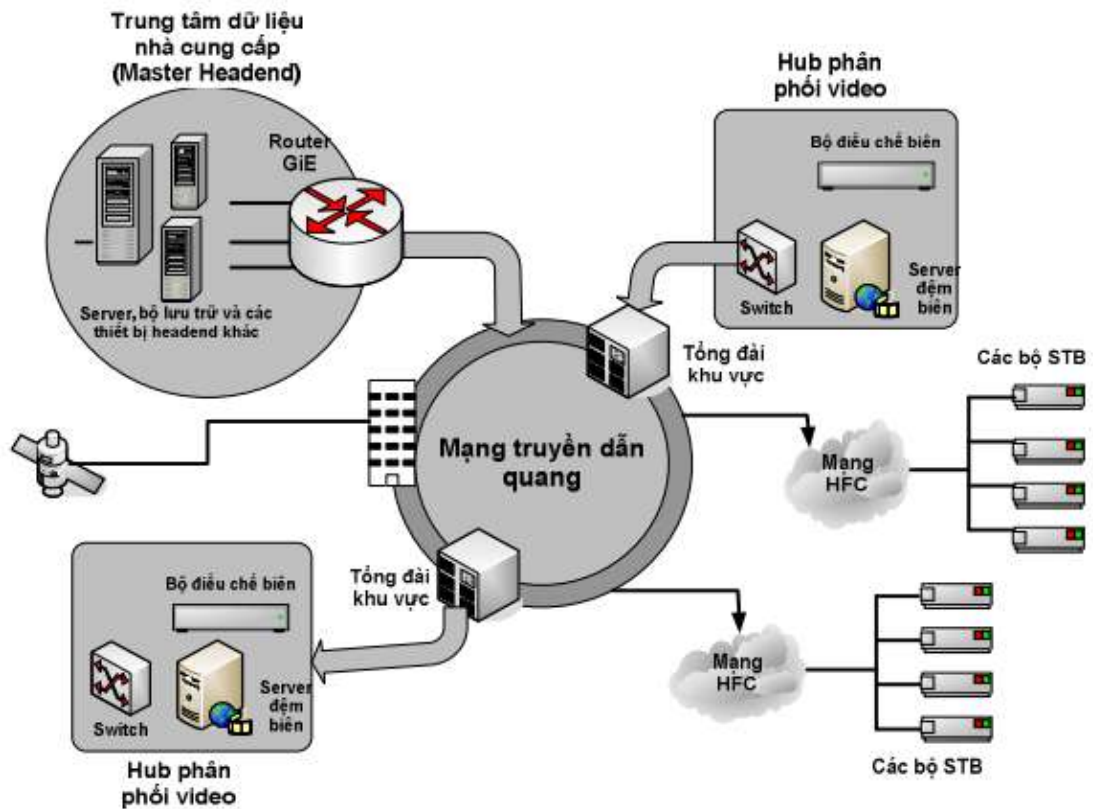 Trung tâm dữ liệu
nhà cung cấp
(Master Headend)
Router
GiE
Server, bộ lưu trữ và các
thiết bị headend khác
Hub phân
phối video
Bộ điều chế biên
Switch
Server
đệm
biên
Tổng đài
khu vực
Các bộ STB
Mạng truyền dẫn
quang
Mạng
HFC
Bộ điều chế biên
Switch
Server
đệm
biên
Hub phân
phối video
Tổng đài
khu vực
Mạng
HFC
Các bộ STB